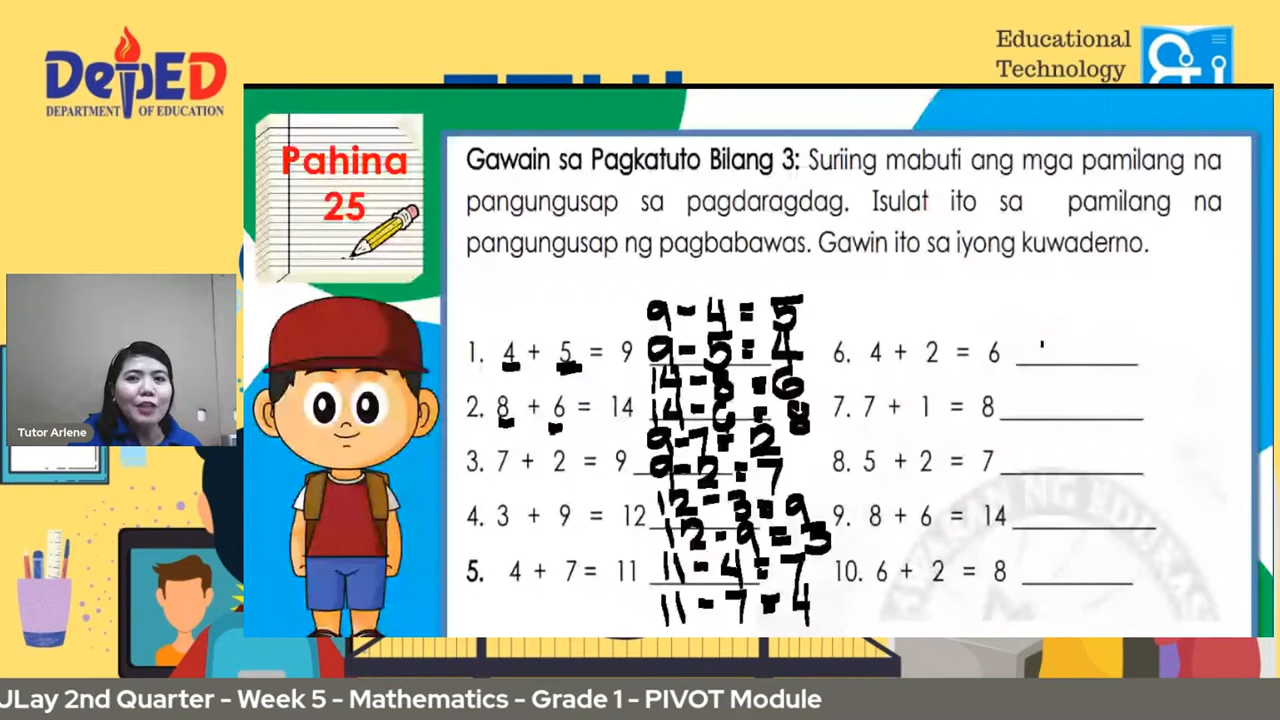 DepED
DEPARTMENT OF EDUCATION
Educational
Technology
Pahina
25
Gawain sa Pagkatuto Bilang 3: Suriing mabuti ang mga pamilang na
pangungusap sa pagdaragdag. Isulat ito sa pamilang na
pangungusap ng pagbabawas. Gawin ito sa iyong kuwaderno.
9 - 4 = 5
1. 4 + 5 = 9 9 - 5 = 4
14 - 8 = 6
2. 8 + 6 = 14 14 - 6 = 8
9 - 7 = 2
3. 7 + 2 = 9 9 - 2 = 7
12 - 3 = 9
4. 3 + 9 = 12 12 - 9 = 3
5. 4 + 7 = 11 11 - 4 = 7
11 - 7 = 4
6. 4 + 2 = 6
7. 7 + 1 = 8
8. 5 + 2 = 7
9. 8 + 6 = 14
10. 6 + 2 = 8
Tutor Arlene
ULay 2nd Quarter - Week 5 - Mathematics - Grade 1 - PIVOT Module